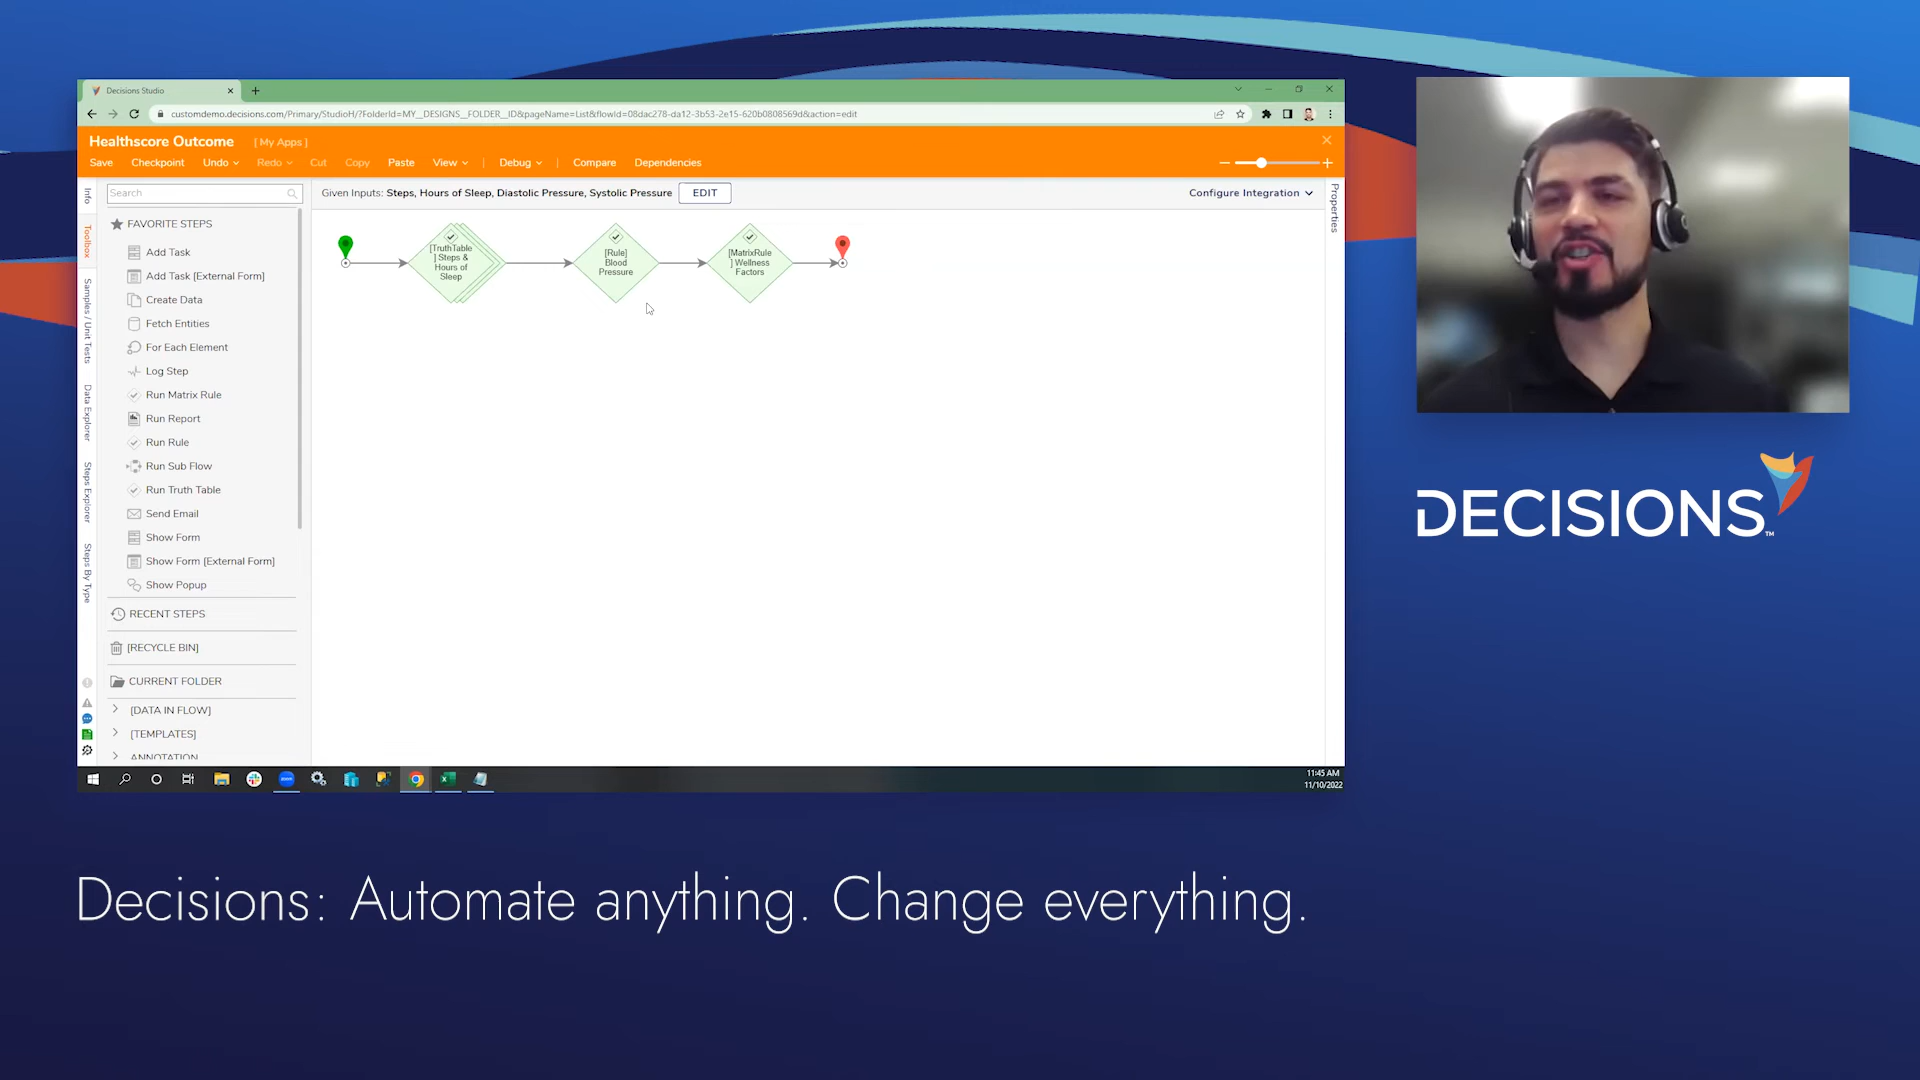 Decisions Studio
customdemo.decisions.com/Primary/StudioH/?FolderId=MY__DESIGNS__FOLDER__ID&pageName=List&flowId=08dac278-da12-3b53-2e15-620b0808569d&action=edit
Healthscore Outcome [ My Apps ]
Save Checkpoint Undo Redo Cut Copy Paste View Debug Compare Dependencies
Info
Toolbox
Samples / Unit Tests
Data Explorer
Steps Explorer
Steps By Type
Search
FAVORITE STEPS
Add Task
Add Task [External Form]
Create Data
Fetch Entities
For Each Element
Log Step
Run Matrix Rule
Run Report
Run Rule
Run Sub Flow
Run Truth Table
Send Email
Show Form
Show Form [External Form]
Show Popup
RECENT STEPS
[RECYCLE BIN]
CURRENT FOLDER
[DATA IN FLOW]
[TEMPLATES]
ANNOTATION
Given Inputs: Steps, Hours of Sleep, Diastolic Pressure, Systolic Pressure EDIT
Configure Integration
Properties
[TruthTable
] Steps &
Hours of
Sleep
[Rule]
Blood
Pressure
[MatrixRule
] Wellness
Factors
zoom
11:45 AM
11/10/2022
DECISIONS™
Decisions: Automate anything. Change everything.